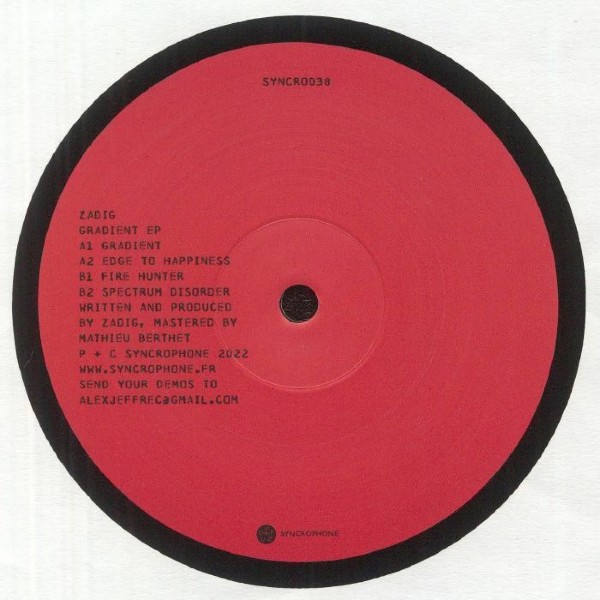 SYNCRO038
ZADIG
GRADIENT EP
A1 GRADIENT
A2 EDGE TO HAPPINESS
B1 FIRE HUNTER
B2 SPECTRUM DISORDER
WRITTEN AND PRODUCED
BY ZADIG, MASTERED BY
MATHIEU BERTHET
P + C SYNCROPHONE 2022
WWW.SYNCROPHONE.FR
SEND YOUR DEMOS TO
ALEXJEFFREC@GMAIL.COM
SYNCROPHONE